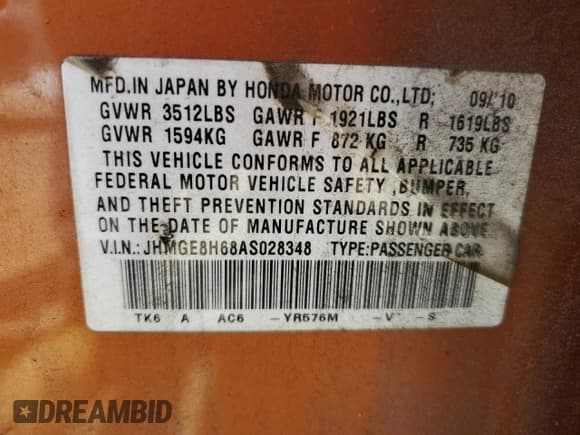 MFD.IN JAPAN BY HONDA MOTOR CO.,LTD; 09/'10
GVWR 3512LBS GAWR F 1921LBS R 1619LBS
GVWR 1594KG GAWR F 872 KG R 735 KG
THIS VEHICLE CONFORMS TO ALL APPLICABLE
FEDERAL MOTOR VEHICLE SAFETY ,BUMPER,
AND THEFT PREVENTION STANDARDS IN EFFECT
ON THE DATE OF MANUFACTURE SHOWN ABOVE.
V.I.N.: JHMGE8H68AS028348 TYPE:PASSENGER CAR
TK6 A AC6 -YR576M -V -S
DREAMBID